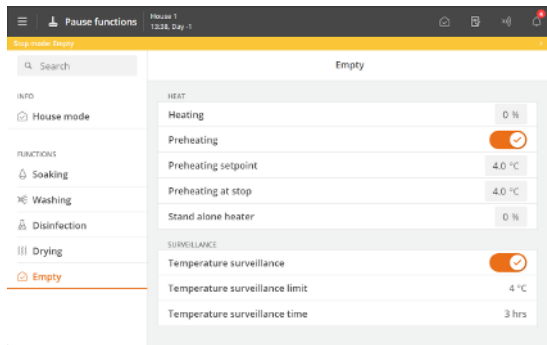 Pause functions
House 1
13:38, Day -1
4
Stop mode: Empty
Search
Empty
INFO
House mode
FUNCTIONS
Soaking
Washing
Disinfection
Drying
Empty
HEAT
Heating 0 %
Preheating
Preheating setpoint 4.0 °C
Preheating at stop 4.0 °C
Stand alone heater 0 %
SURVEILLANCE
Temperature surveillance
Temperature surveillance limit 4 °C
Temperature surveillance time 3 hrs